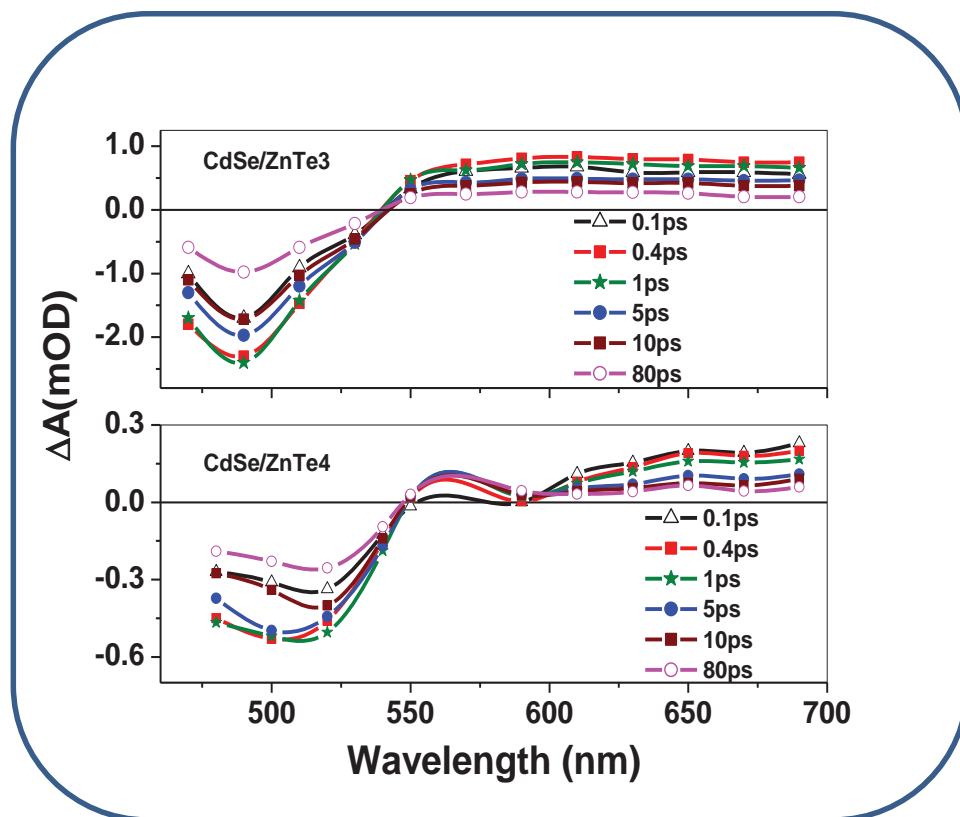 1.0
CdSe/ZnTe3
0.0
0.1ps
0.4ps
-1.0
1ps
5ps
-2.0
10ps
80ps
ΔA(mOD)
0.3
CdSe/ZnTe4
0.0
0.1ps
0.4ps
-0.3
1ps
5ps
10ps
-0.6
80ps
500 550 600 650 700
Wavelength (nm)